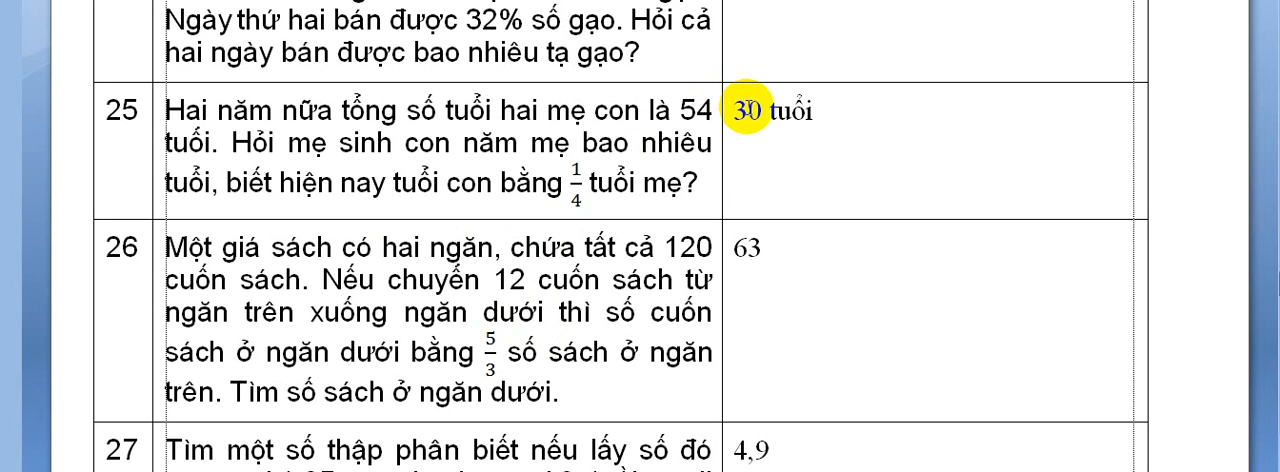 Ngày thứ hai bán được 32% số gạo. Hỏi cả
hai ngày bán được bao nhiêu tạ gạo?
25
Hai năm nữa tổng số tuổi hai mẹ con là 54
tuổi. Hỏi mẹ sinh con năm mẹ bao nhiêu
tuổi, biết hiện nay tuổi con bằng 1/4 tuổi mẹ?
30 tuổi
26
Một giá sách có hai ngăn, chứa tất cả 120
cuốn sách. Nếu chuyển 12 cuốn sách từ
ngăn trên xuống ngăn dưới thì số cuốn
sách ở ngăn dưới bằng 5/3 số sách ở ngăn
trên. Tìm số sách ở ngăn dưới.
63
27
Tìm một số thập phân biết nếu lấy số đó
4,9